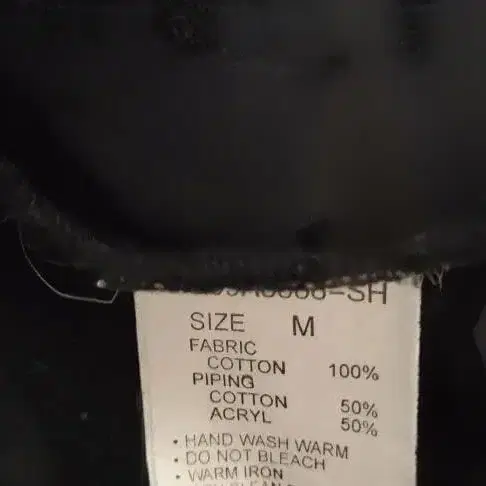 SIZE M
FABRIC
COTTON 100%
PIPING
COTTON 50%
ACRYL 50%
• HAND WASH WARM
• DO NOT BLEACH
• WARM IRON